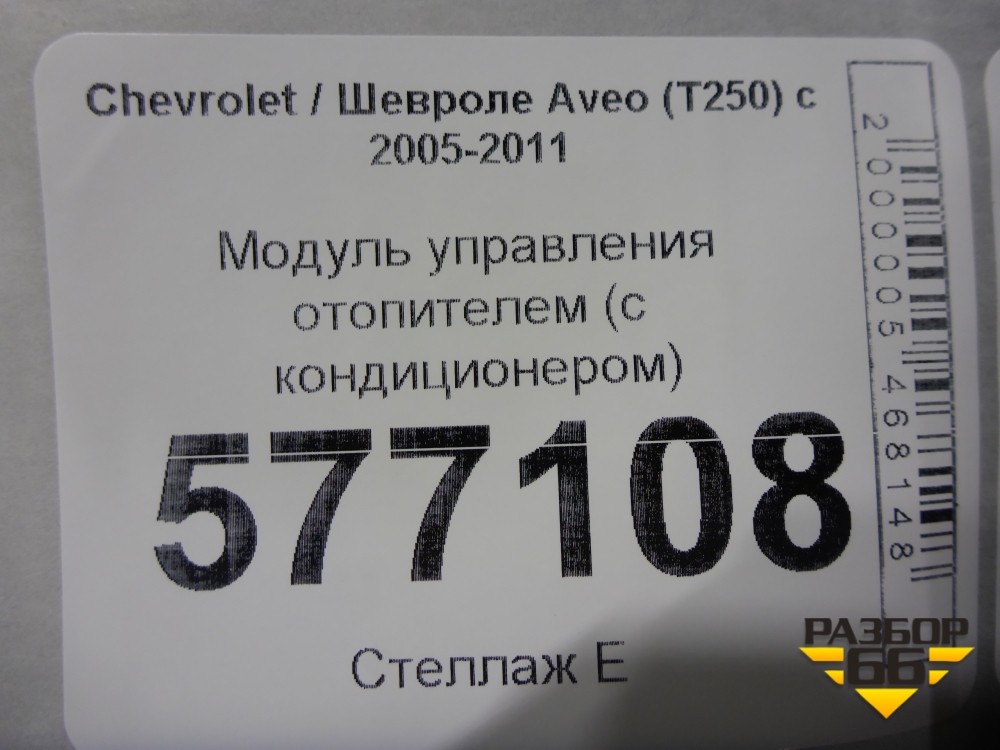 Chevrolet / Шевроле Aveo (T250) с
2005-2011
Модуль управления
отопителем (с
кондиционером)
577108
Стеллаж Е
2000005468148
РАЗБОР
66